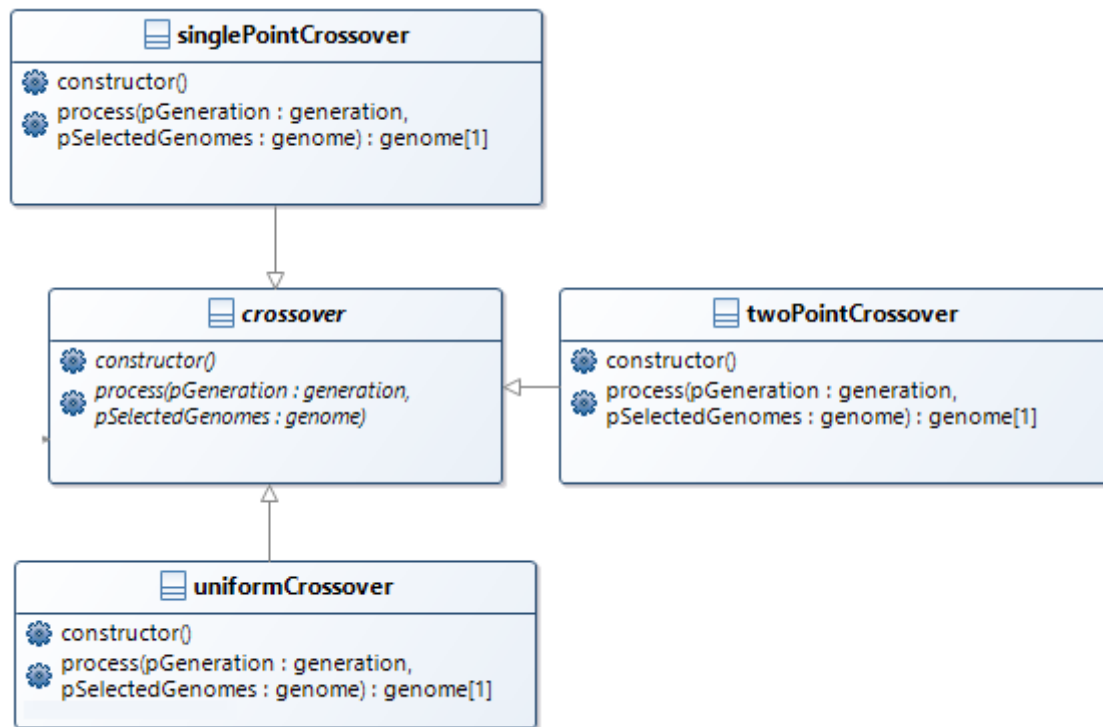 singlePointCrossover
constructor()
process(pGeneration : generation,
pSelectedGenomes : genome) : genome[1]
crossover
constructor()
process(pGeneration : generation,
pSelectedGenomes : genome)
twoPointCrossover
constructor()
process(pGeneration : generation,
pSelectedGenomes : genome) : genome[1]
uniformCrossover
constructor()
process(pGeneration : generation,
pSelectedGenomes : genome) : genome[1]